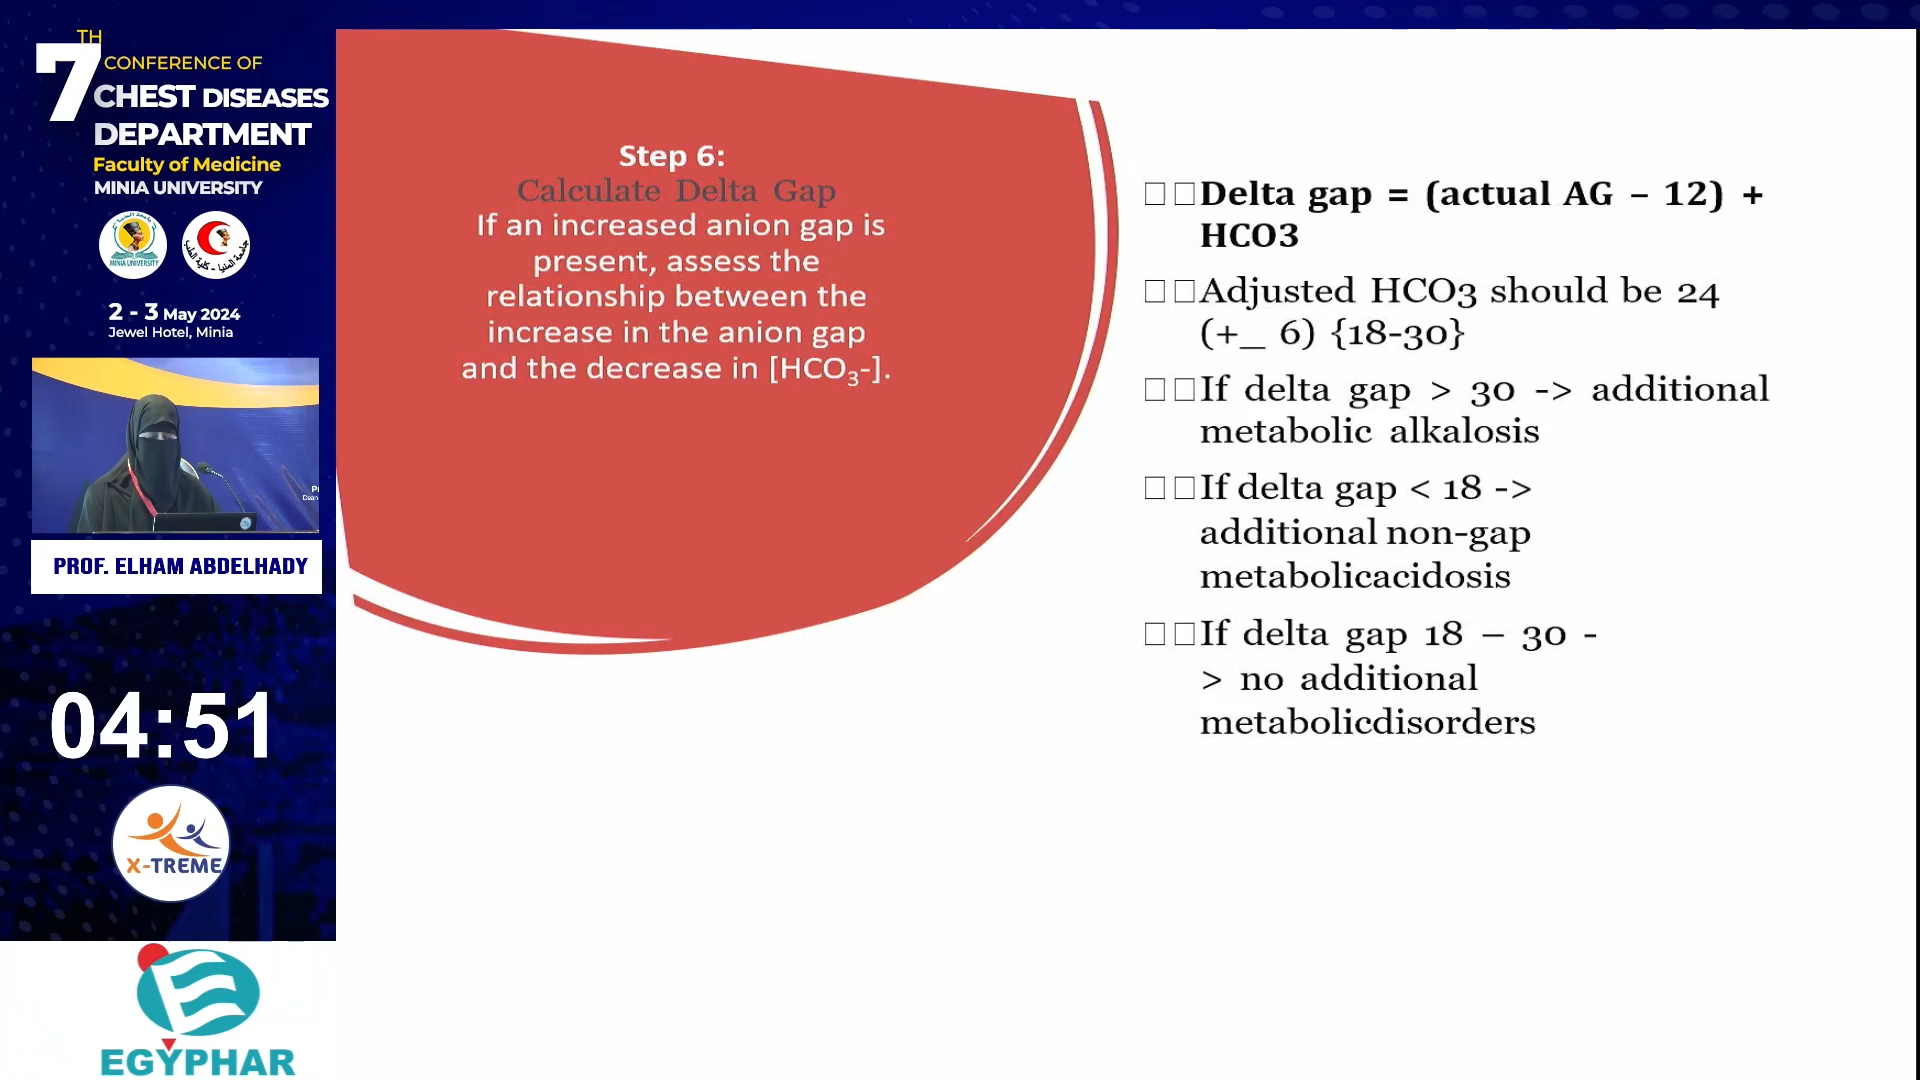 TH
7
CONFERENCE OF
CHEST DISEASES
DEPARTMENT
Faculty of Medicine
MINIA UNIVERSITY
MINIA UNIVERSITY
2 - 3 May 2024
Jewel Hotel, Minia
PROF. ELHAM ABDELHADY
04:51
X-TREME
EGYPHAR
Step 6:
Calculate Delta Gap
If an increased anion gap is
present, assess the
relationship between the
increase in the anion gap
and the decrease in [HCO₃-].
Delta gap = (actual AG – 12) +
HCO3
Adjusted HCO3 should be 24
(+_ 6) {18-30}
If delta gap > 30 -> additional
metabolic alkalosis
If delta gap < 18 ->
additional non-gap
metabolicacidosis
If delta gap 18 – 30 -
> no additional
metabolicdisorders